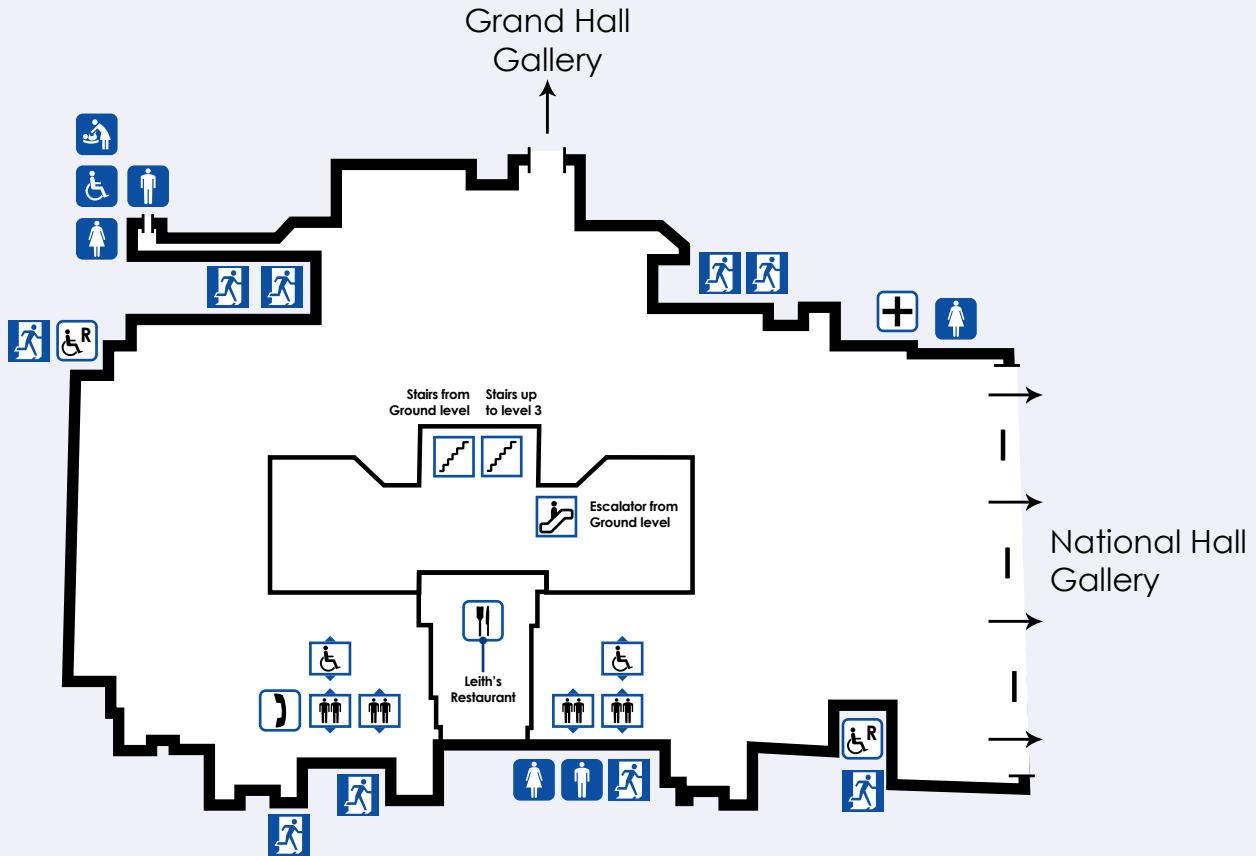 Grand Hall
Gallery
R
Stairs from
Ground level
Stairs up
to level 3
Escalator from
Ground level
National Hall
Gallery
Leith's
Restaurant
R